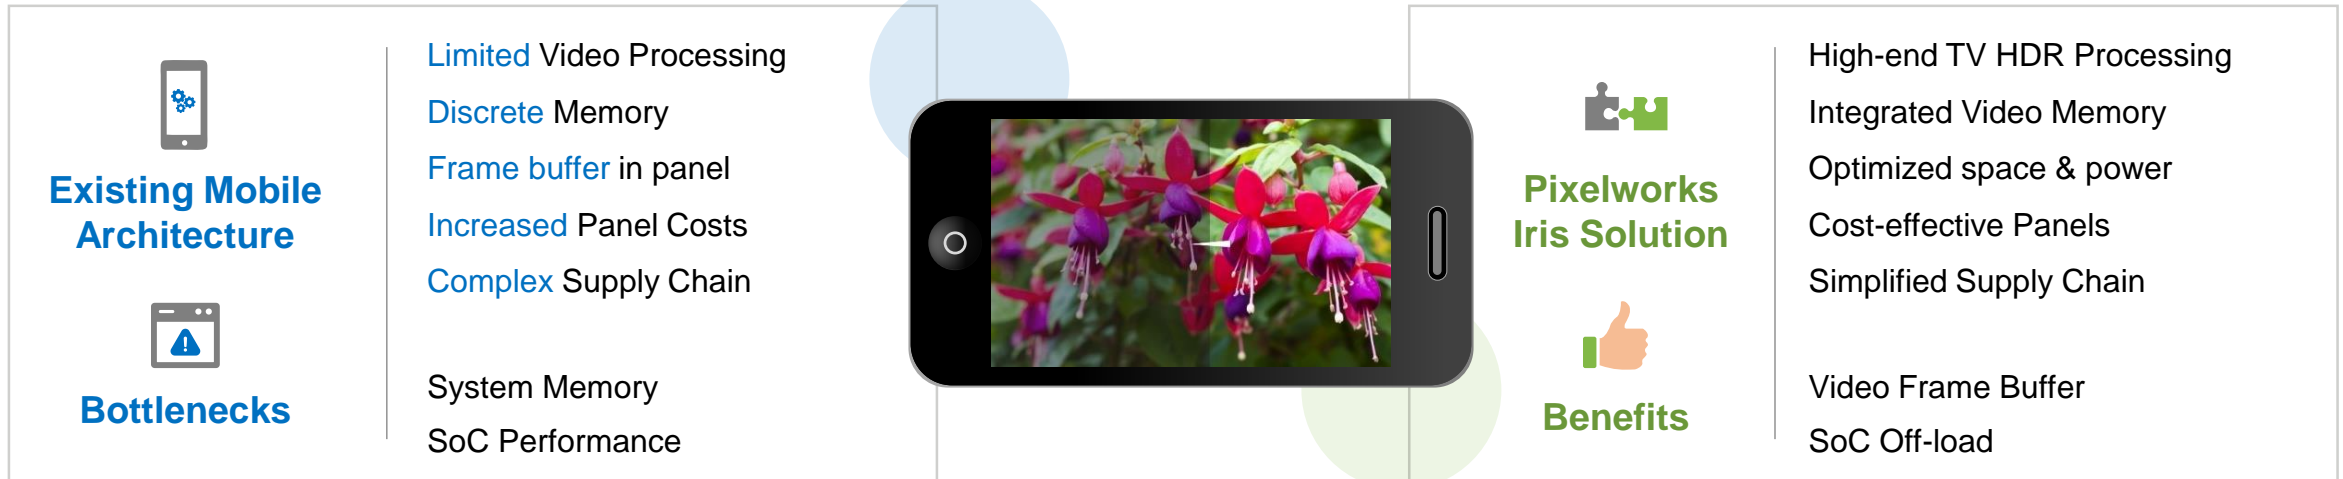 Existing Mobile
Architecture
Limited Video Processing
Discrete Memory
Frame buffer in panel
Increased Panel Costs
Complex Supply Chain
Bottlenecks
System Memory
SoC Performance
Pixelworks
Iris Solution
High-end TV HDR Processing
Integrated Video Memory
Optimized space & power
Cost-effective Panels
Simplified Supply Chain
Benefits
Video Frame Buffer
SoC Off-load